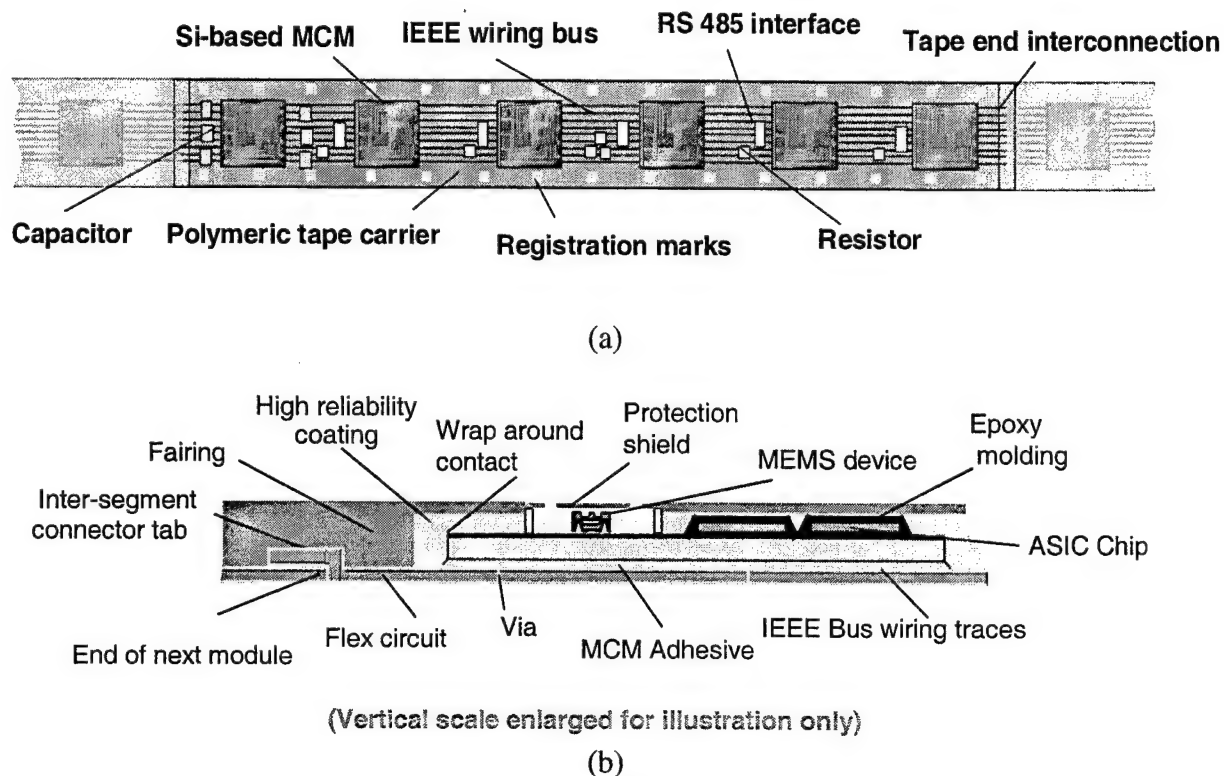 Si-based MCM
IEEE wiring bus
RS 485 interface
Tape end interconnection
Capacitor
Polymeric tape carrier
Registration marks
Resistor
(a)
High reliability
coating
Wrap around
contact
Protection
shield
MEMS device
Epoxy
molding
Fairing
Inter-segment
connector tab
ASIC Chip
End of next module
Flex circuit
Via
MCM Adhesive
IEEE Bus wiring traces
(Vertical scale enlarged for illustration only)
(b)